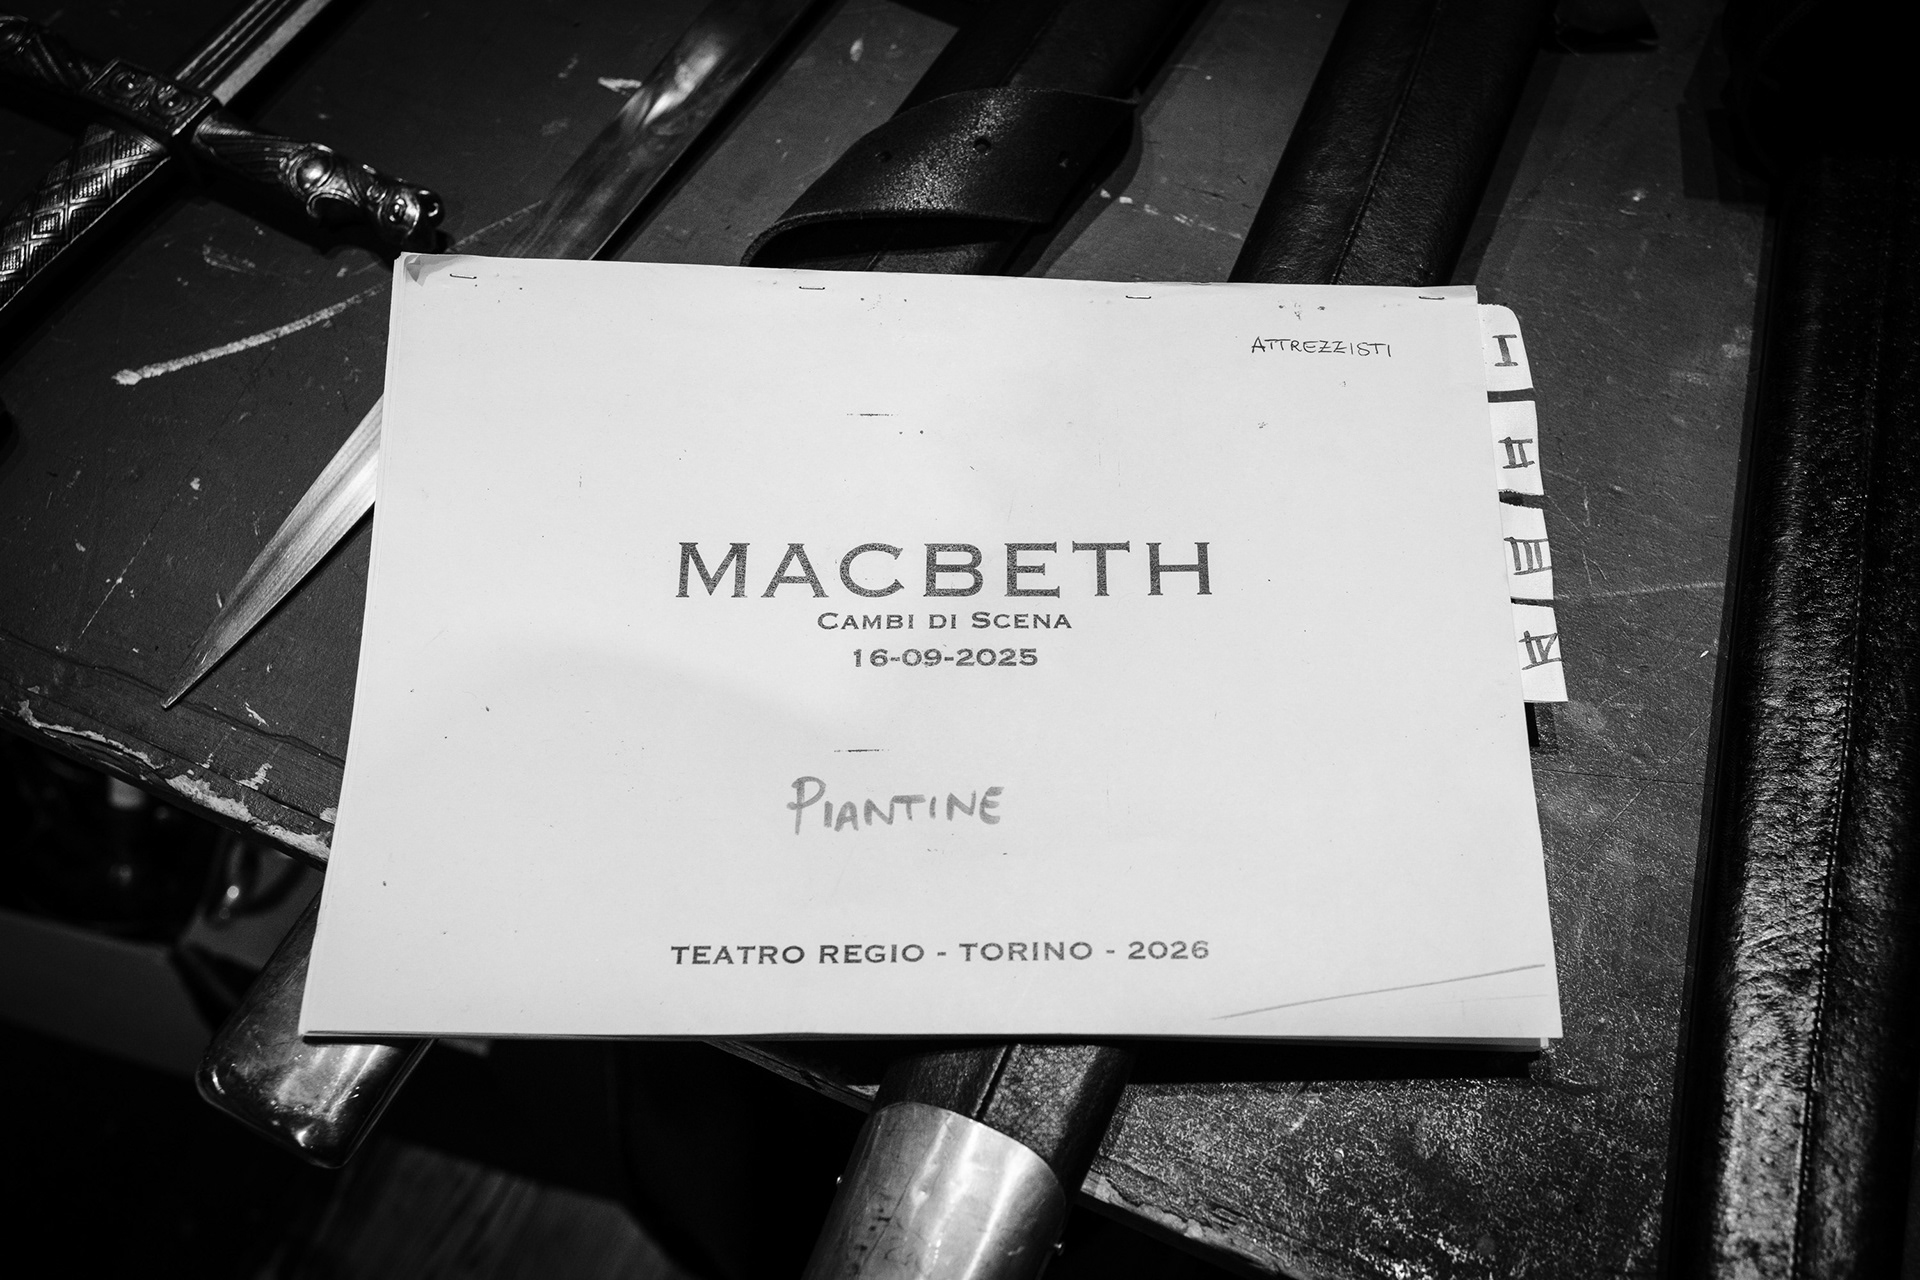 ATTREZZISTI
I
II
III
IV
MACBETH
CAMBI DI SCENA
16-09-2025
PIANTINE
TEATRO REGIO - TORINO - 2026